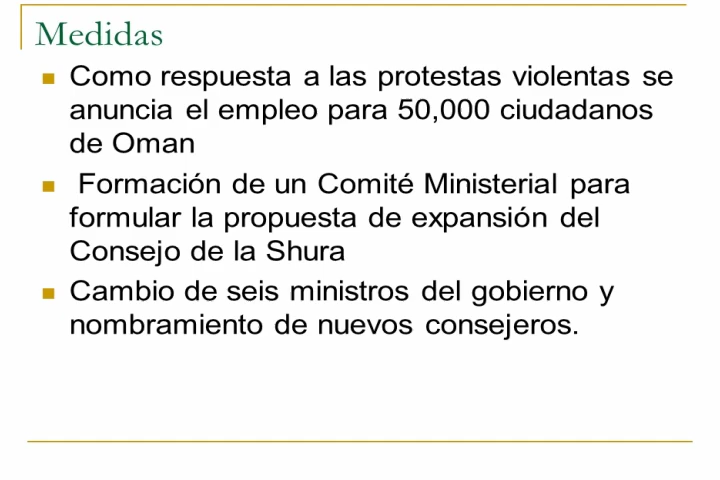 Medidas
Como respuesta a las protestas violentas se
anuncia el empleo para 50,000 ciudadanos
de Oman
Formación de un Comité Ministerial para
formular la propuesta de expansión del
Consejo de la Shura
Cambio de seis ministros del gobierno y
nombramiento de nuevos consejeros.